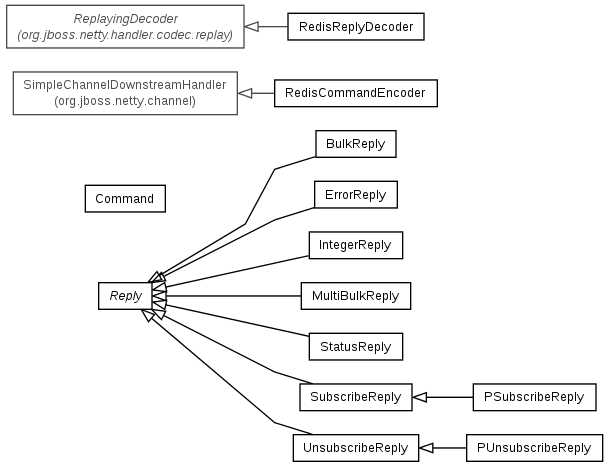 ReplayingDecoder
(org.jboss.netty.handler.codec.replay)
RedisReplyDecoder
SimpleChannelDownstreamHandler
(org.jboss.netty.channel)
RedisCommandEncoder
BulkReply
Command
ErrorReply
IntegerReply
Reply
MultiBulkReply
StatusReply
SubscribeReply
PSubscribeReply
UnsubscribeReply
PUnsubscribeReply